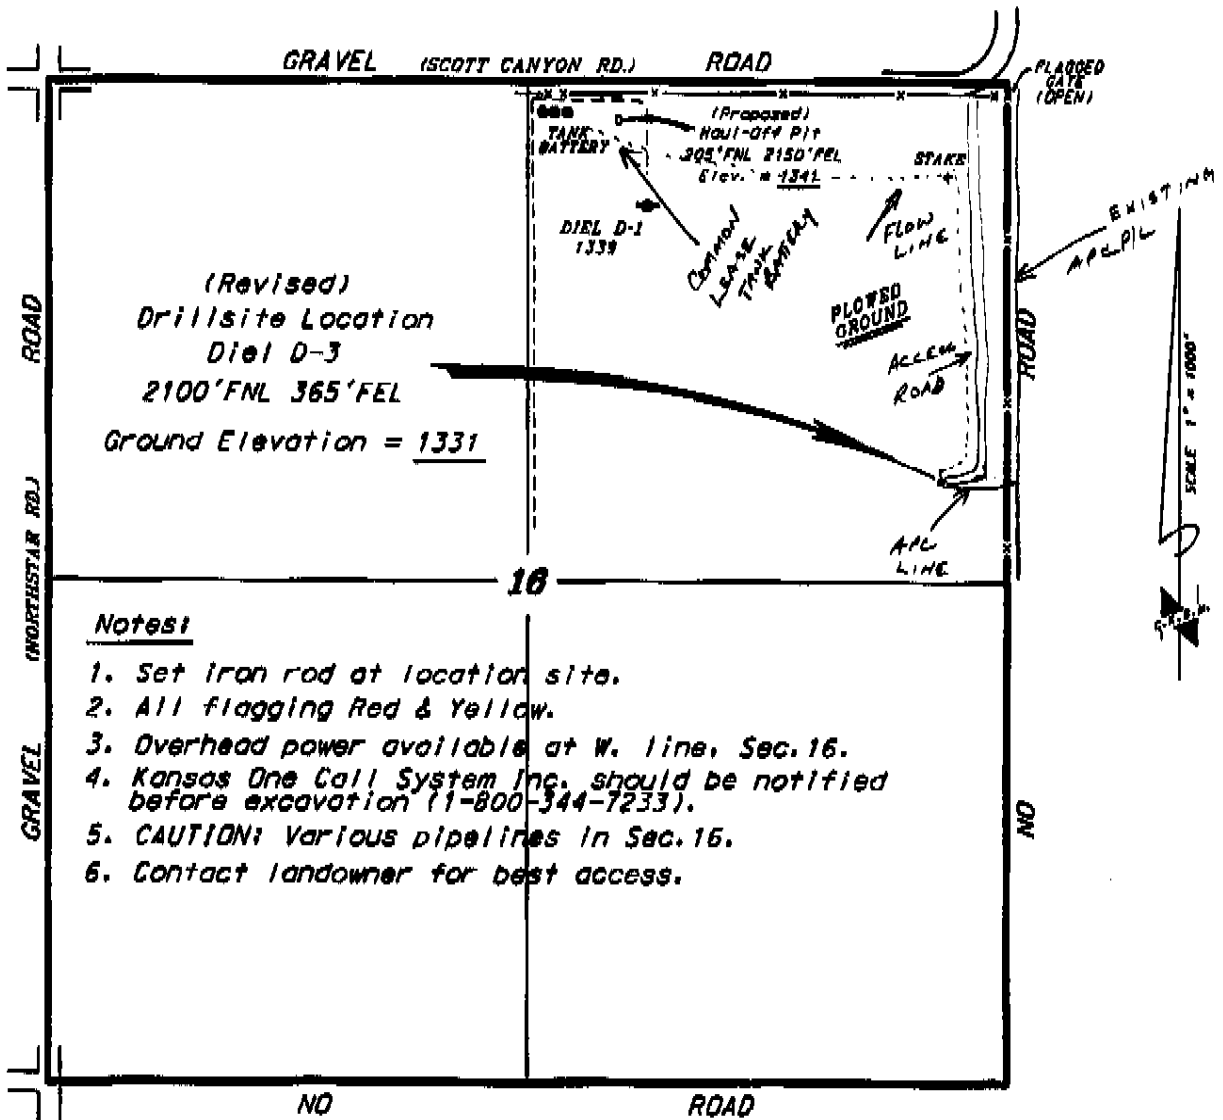 GRAVEL (SCOTT CANYON RD.) ROAD
FLAGGED
GATE
(OPEN)
(Proposed)
Haul-Off Pit
205'FNL 2150'FEL
Elev. = 1341
TANK
BATTERY
STAKE
DIEL D-1
1339
COMMON
LEASE
TANK
BATTERY
FLOW
LINE
EXISTING
APC P/L
PLOWED
GROUND
ACCESS
ROAD
(Revised)
Drillsite Location
Diel D-3
2100'FNL 365'FEL
Ground Elevation = 1331
APC
LINE
16
ROAD
(NORTHSTAR RD.)
GRAVEL
ROAD
NO
SCALE 1" = 1000'
Notes:
1. Set iron rod at location site.
2. All flagging Red & Yellow.
3. Overhead power available at W. line, Sec. 16.
4. Kansas One Call System Inc. should be notified
before excavation (1-800-344-7233).
5. CAUTION: Various pipelines in Sec. 16.
6. Contact landowner for best access.
NO ROAD